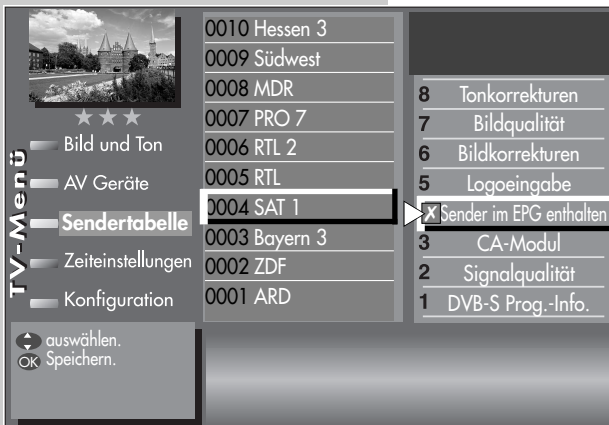 TV-Menü
Bild und Ton
AV Geräte
Sendertabelle
Zeiteinstellungen
Konfiguration
auswählen.
OK Speichern.
0010 Hessen 3
0009 Südwest
0008 MDR
0007 PRO 7
0006 RTL 2
0005 RTL
0004 SAT 1
0003 Bayern 3
0002 ZDF
0001 ARD
8 Tonkorrekturen
7 Bildqualität
6 Bildkorrekturen
5 Logoeingabe
X Sender im EPG enthalten
3 CA-Modul
2 Signalqualität
1 DVB-S Prog.-Info.